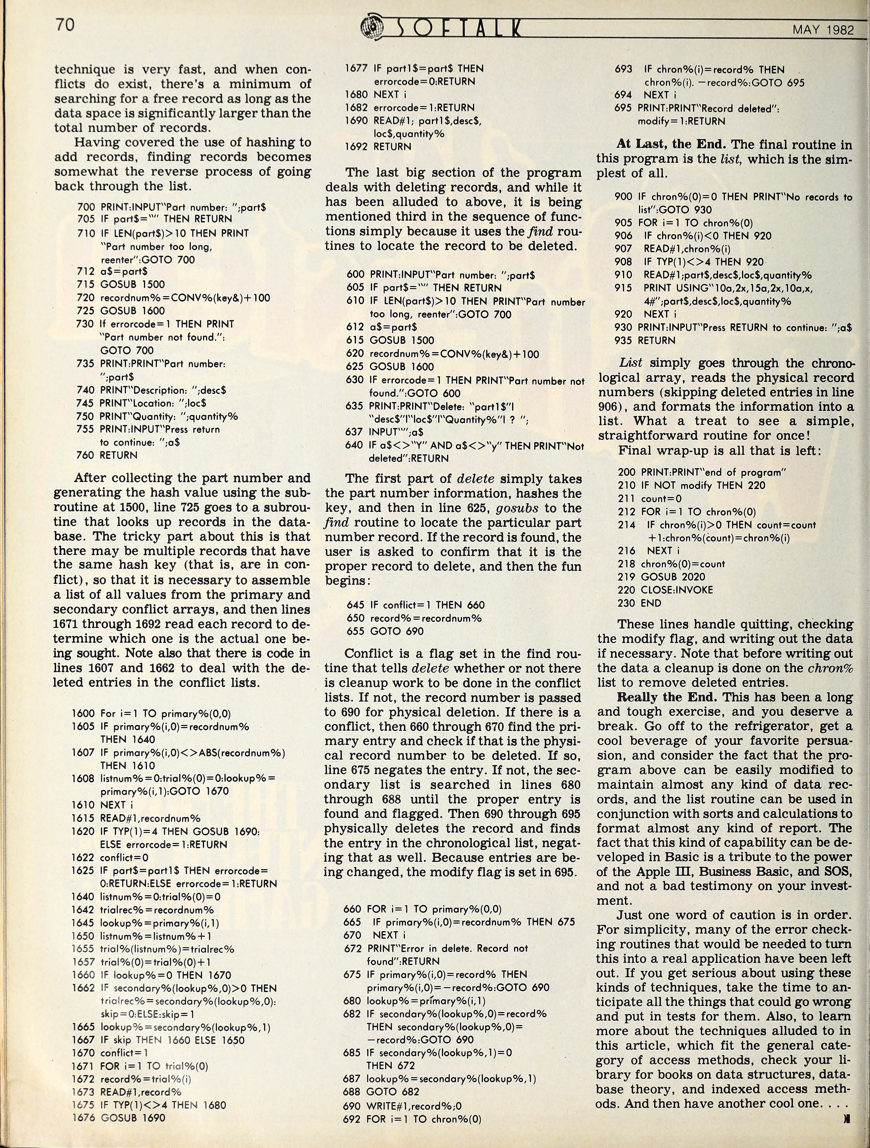 70
SOFTALK
MAY 1982
technique is very fast, and when con-
flicts do exist, there's a minimum of
searching for a free record as long as the
data space is significantly larger than the
total number of records.
Having covered the use of hashing to
add records, finding records becomes
somewhat the reverse process of going
back through the list.
700 PRINT:INPUT"Part number: ";part$
705 IF part$="" THEN RETURN
710 IF LEN(part$)>10 THEN PRINT
"Part number too long,
reenter":GOTO 700
712 a$=part$
715 GOSUB 1500
720 recordnum%=CONV%(key&)+100
725 GOSUB 1600
730 If errorcode=1 THEN PRINT
"Part number not found.":
GOTO 700
735 PRINT:PRINT"Part number:
";part$
740 PRINT"Description: ";desc$
745 PRINT"Location: ";loc$
750 PRINT"Quantity: ";quantity%
755 PRINT:INPUT"Press return
to continue: ";a$
760 RETURN
After collecting the part number and
generating the hash value using the sub-
routine at 1500, line 725 goes to a subrou-
tine that looks up records in the data-
base. The tricky part about this is that
there may be multiple records that have
the same hash key (that is, are in con-
flict), so that it is necessary to assemble
a list of all values from the primary and
secondary conflict arrays, and then lines
1671 through 1692 read each record to de-
termine which one is the actual one be-
ing sought. Note also that there is code in
lines 1607 and 1662 to deal with the de-
leted entries in the conflict lists.
1600 For i=1 TO primary%(0,0)
1605 IF primary%(i,0)=recordnum%
THEN 1640
1607 IF primary%(i,0)<>ABS(recordnum%)
THEN 1610
1608 listnum%=0:trial%(0)=0:lookup%=
primary%(i,1):GOTO 1670
1610 NEXT i
1615 READ#1,recordnum%
1620 IF TYP(1)=4 THEN GOSUB 1690:
ELSE errorcode=1:RETURN
1622 conflict=0
1625 IF part$=part1$ THEN errorcode=
0:RETURN:ELSE errorcode=1:RETURN
1640 listnum%=0:trial%(0)=0
1642 trialrec%=recordnum%
1645 lookup%=primary%(i,1)
1650 listnum%=listnum%+1
1655 trial%(listnum%)=trialrec%
1657 trial%(0)=trial%(0)+1
1660 IF lookup%=0 THEN 1670
1662 IF secondary%(lookup%,0)>0 THEN
trialrec%=secondary%(lookup%,0):
skip=0:ELSE:skip=1
1665 lookup%=secondary%(lookup%,1)
1667 IF skip THEN 1660 ELSE 1650
1670 conflict=1
1671 FOR i=1 TO trial%(0)
1672 record%=trial%(i)
1673 READ#1,record%
1675 IF TYP(1)<>4 THEN 1680
1676 GOSUB 1690
1677 IF part1$=part$ THEN
errorcode=0:RETURN
1680 NEXT i
1682 errorcode=1:RETURN
1690 READ#1; part1$,desc$,
loc$,quantity%
1692 RETURN
The last big section of the program
deals with deleting records, and while it
has been alluded to above, it is being
mentioned third in the sequence of func-
tions simply because it uses the find rou-
tines to locate the record to be deleted.
600 PRINT:INPUT"Part number: ";part$
605 IF part$="" THEN RETURN
610 IF LEN(part$)>10 THEN PRINT"Part number
too long, reenter":GOTO 700
612 a$=part$
615 GOSUB 1500
620 recordnum%=CONV%(key&)+100
625 GOSUB 1600
630 IF errorcode=1 THEN PRINT"Part number not
found.":GOTO 600
635 PRINT:PRINT"Delete: "part1$"|
"desc$"|"loc$"|"Quantity%"| ? ";
637 INPUT"";a$
640 IF a$<>"Y" AND a$<>"y" THEN PRINT"Not
deleted":RETURN
The first part of delete simply takes
the part number information, hashes the
key, and then in line 625, gosubs to the
find routine to locate the particular part
number record. If the record is found, the
user is asked to confirm that it is the
proper record to delete, and then the fun
begins:
645 IF conflict=1 THEN 660
650 record%=recordnum%
655 GOTO 690
Conflict is a flag set in the find rou-
tine that tells delete whether or not there
is cleanup work to be done in the conflict
lists. If not, the record number is passed
to 690 for physical deletion. If there is a
conflict, then 660 through 670 find the pri-
mary entry and check if that is the physi-
cal record number to be deleted. If so,
line 675 negates the entry. If not, the sec-
ondary list is searched in lines 680
through 688 until the proper entry is
found and flagged. Then 690 through 695
physically deletes the record and finds
the entry in the chronological list, negat-
ing that as well. Because entries are be-
ing changed, the modify flag is set in 695.
660 FOR i=1 TO primary%(0,0)
665 IF primary%(i,0)=recordnum% THEN 675
670 NEXT i
672 PRINT"Error in delete. Record not
found":RETURN
675 IF primary%(i,0)=record% THEN
primary%(i,0)=-record%:GOTO 690
680 lookup%=primary%(i,1)
682 IF secondary%(lookup%,0)=record%
THEN secondary%(lookup%,0)=
-record%:GOTO 690
685 IF secondary%(lookup%,1)=0
THEN 672
687 lookup%=secondary%(lookup%,1)
688 GOTO 682
690 WRITE#1,record%;0
692 FOR i=1 TO chron%(0)
693 IF chron%(i)=record% THEN
chron%(i). -record%:GOTO 695
694 NEXT i
695 PRINT:PRINT"Record deleted":
modify=1:RETURN
At Last, the End. The final routine in
this program is the list, which is the sim-
plest of all.
900 IF chron%(0)=0 THEN PRINT"No records to
list":GOTO 930
905 FOR i=1 TO chron%(0)
906 IF chron%(i)<0 THEN 920
907 READ#1,chron%(i)
908 IF TYP(1)<>4 THEN 920
910 READ#1;part$,desc$,loc$,quantity%
915 PRINT USING"10a,2x,15a,2x,10a,x,
4#";part$,desc$,loc$,quantity%
920 NEXT i
930 PRINT:INPUT"Press RETURN to continue: ";a$
935 RETURN
List simply goes through the chrono-
logical array, reads the physical record
numbers (skipping deleted entries in line
906), and formats the information into a
list. What a treat to see a simple,
straightforward routine for once!
Final wrap-up is all that is left:
200 PRINT:PRINT"end of program"
210 IF NOT modify THEN 220
211 count=0
212 FOR i=1 TO chron%(0)
214 IF chron%(i)>0 THEN count=count
+1:chron%(count)=chron%(i)
216 NEXT i
218 chron%(0)=count
219 GOSUB 2020
220 CLOSE:INVOKE
230 END
These lines handle quitting, checking
the modify flag, and writing out the data
if necessary. Note that before writing out
the data a cleanup is done on the chron%
list to remove deleted entries.
Really the End. This has been a long
and tough exercise, and you deserve a
break. Go off to the refrigerator, get a
cool beverage of your favorite persua-
sion, and consider the fact that the pro-
gram above can be easily modified to
maintain almost any kind of data rec-
ords, and the list routine can be used in
conjunction with sorts and calculations to
format almost any kind of report. The
fact that this kind of capability can be de-
veloped in Basic is a tribute to the power
of the Apple III, Business Basic, and SOS,
and not a bad testimony on your invest-
ment.
Just one word of caution is in order.
For simplicity, many of the error check-
ing routines that would be needed to turn
this into a real application have been left
out. If you get serious about using these
kinds of techniques, take the time to an-
ticipate all the things that could go wrong
and put in tests for them. Also, to learn
more about the techniques alluded to in
this article, which fit the general cate-
gory of access methods, check your li-
brary for books on data structures, data-
base theory, and indexed access meth-
ods. And then have another cool one. . . .